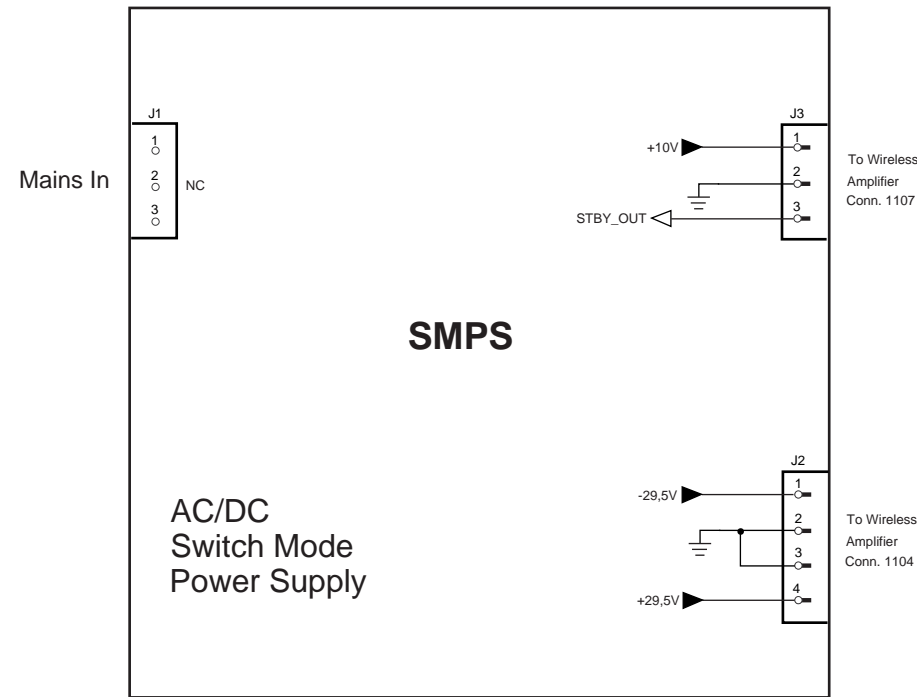 J1
1
2
3
Mains In
NC
J3
1
2
3
+10V
STBY_OUT
To Wireless
Amplifier
Conn. 1107
SMPS
AC/DC
Switch Mode
Power Supply
J2
1
2
3
4
-29,5V
+29,5V
To Wireless
Amplifier
Conn. 1104